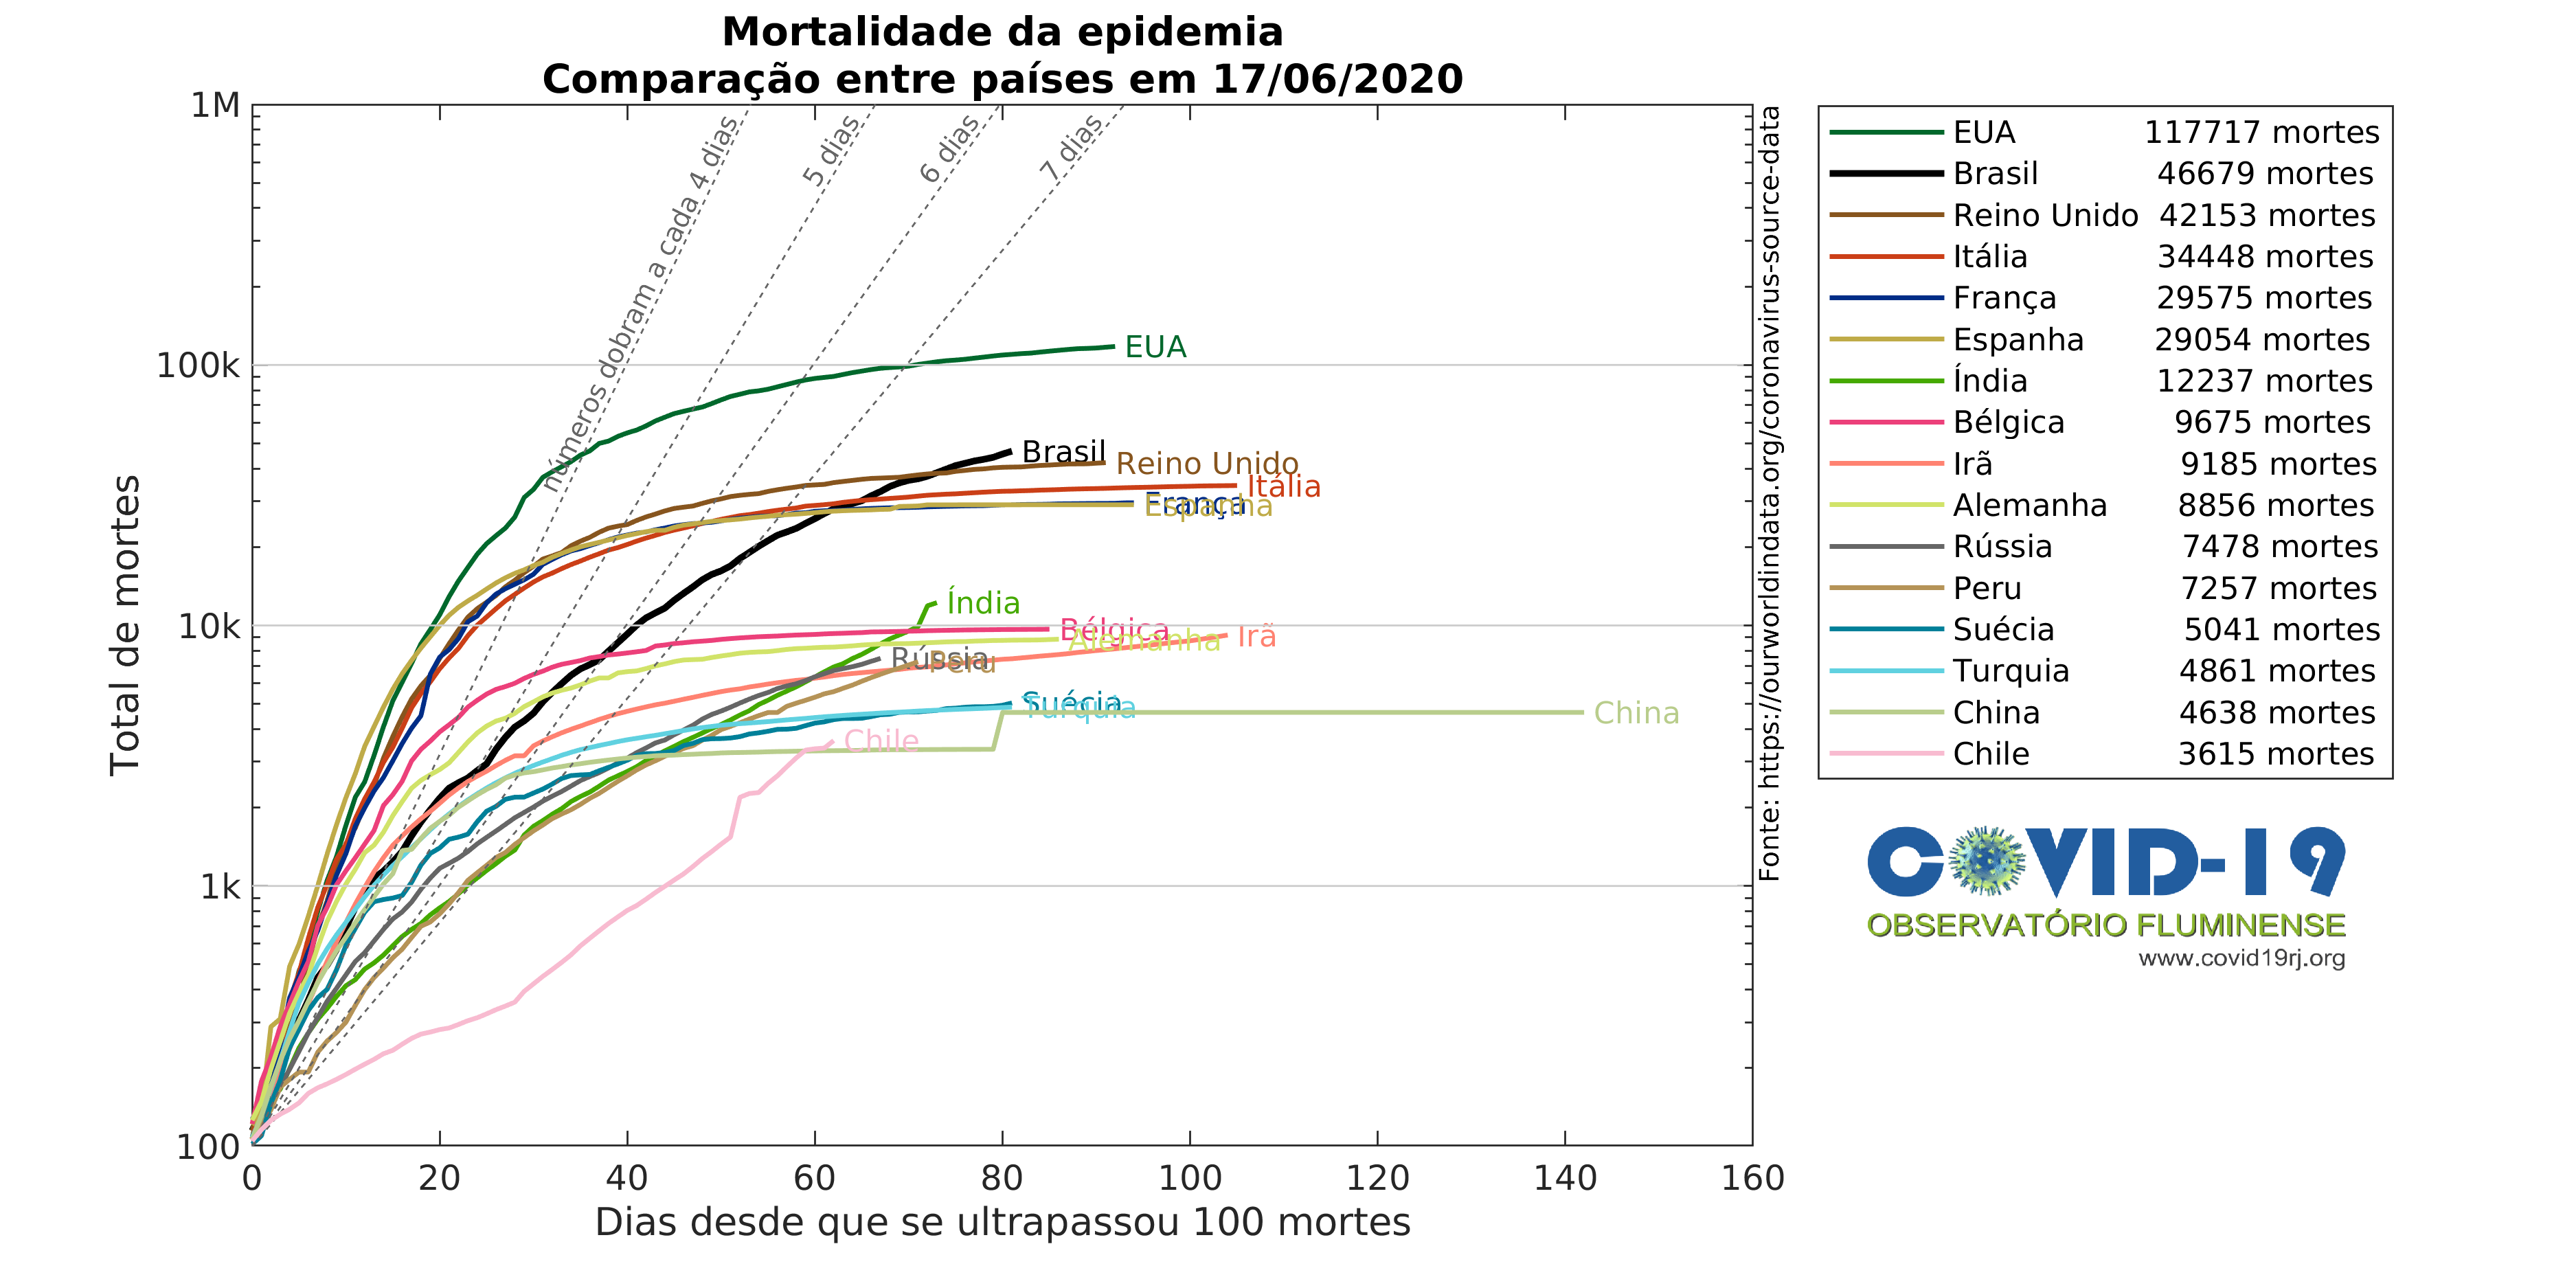 Mortalidade da epidemia
Comparação entre países em 17/06/2020
Total de mortes
1M
100k
10k
1k
100
0 20 40 60 80 100 120 140 160
Dias desde que se ultrapassou 100 mortes
números dobram a cada 4 dias
5 dias
6 dias
7 dias
EUA
Brasil
Reino Unido
Itália
França
Espanha
Índia
Bélgica
Alemanha
Irã
Rússia
Peru
Suécia
Turquia
China
Chile
Fonte: https://ourworldindata.org/coronavirus-source-data
EUA 117717 mortes
Brasil 46679 mortes
Reino Unido 42153 mortes
Itália 34448 mortes
França 29575 mortes
Espanha 29054 mortes
Índia 12237 mortes
Bélgica 9675 mortes
Irã 9185 mortes
Alemanha 8856 mortes
Rússia 7478 mortes
Peru 7257 mortes
Suécia 5041 mortes
Turquia 4861 mortes
China 4638 mortes
Chile 3615 mortes
COVID-19
OBSERVATÓRIO FLUMINENSE
www.covid19rj.org